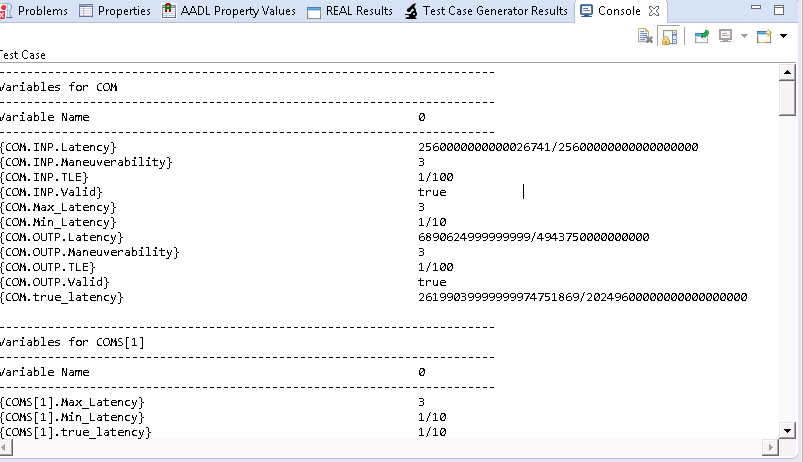 Problems Properties AADL Property Values REAL Results Test Case Generator Results Console
Test Case
--------------------------------------------------------------------
Variables for COM
--------------------------------------------------------------------
Variable Name 0
--------------------------------------------------------------------
{COM.INP.Latency} 2560000000000026741/25600000000000000000
{COM.INP.Maneuverability} 3
{COM.INP.TLE} 1/100
{COM.INP.Valid} true
{COM.Max_Latency} 3
{COM.Min_Latency} 1/10
{COM.OUTP.Latency} 6890624999999999/4943750000000000
{COM.OUTP.Maneuverability} 3
{COM.OUTP.TLE} 1/100
{COM.OUTP.Valid} true
{COM.true_latency} 26199039999999974751869/20249600000000000000000
--------------------------------------------------------------------
Variables for COMS[1]
--------------------------------------------------------------------
Variable Name 0
--------------------------------------------------------------------
{COMS[1].Max_Latency} 3
{COMS[1].Min_Latency} 1/10
{COMS[1].true_latency} 1/10